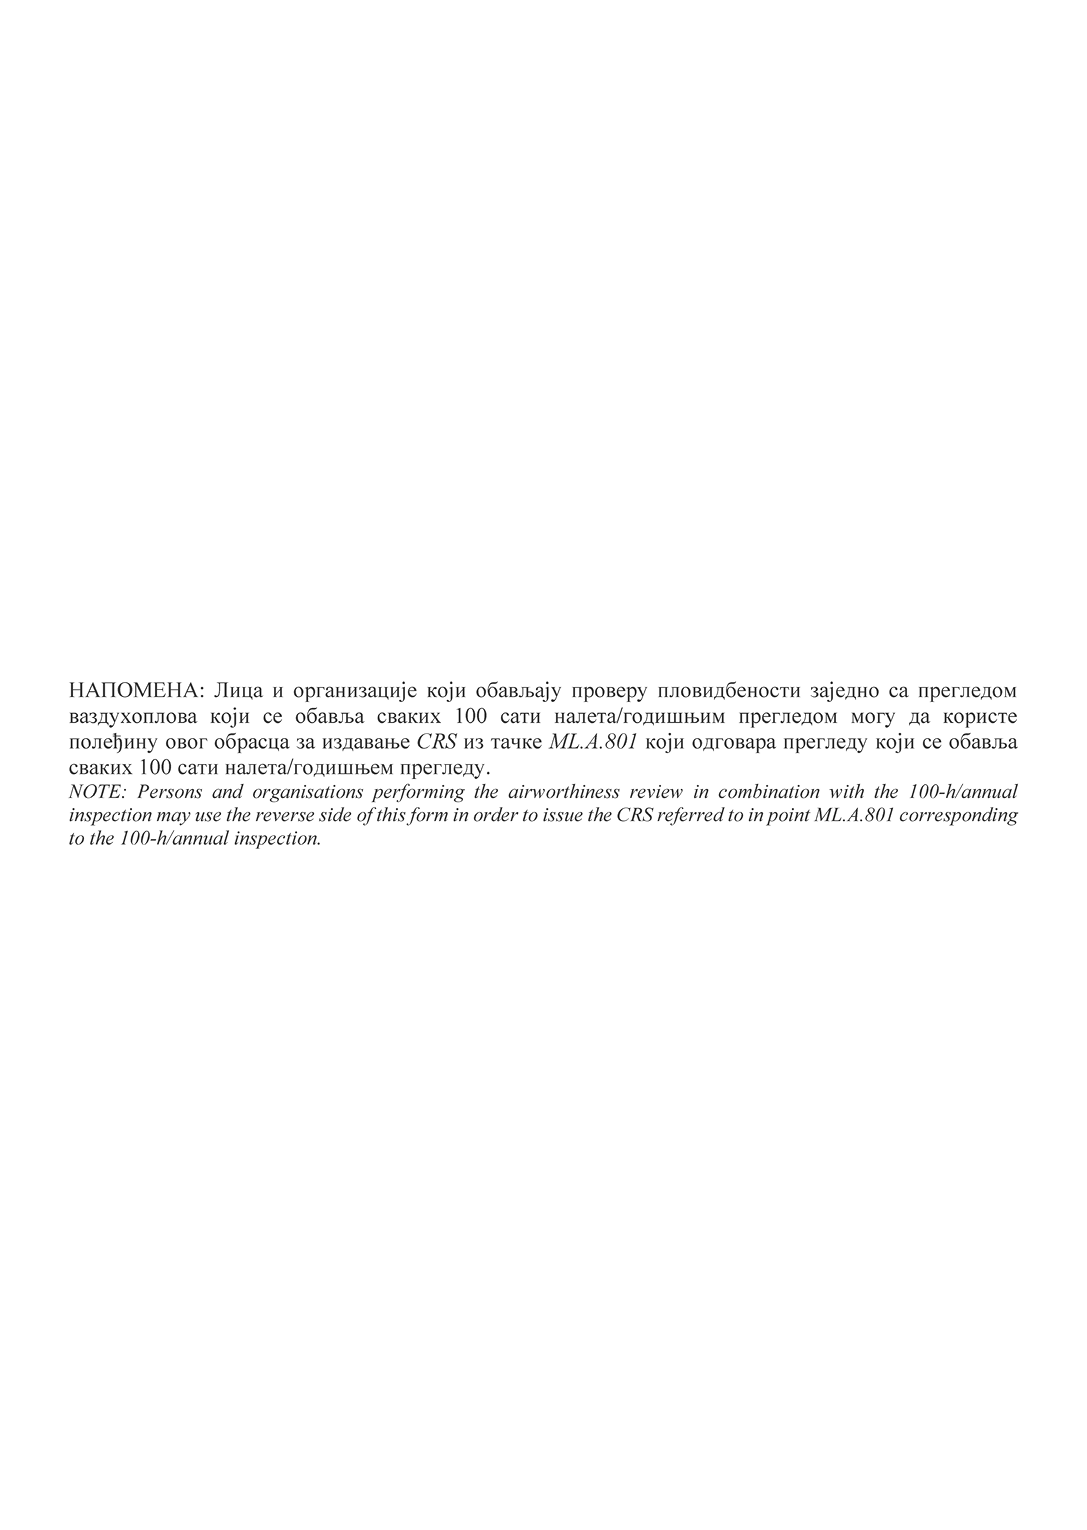 НАПОМЕНА: Лица и организације који обављају проверу пловидбености заједно са прегледом
ваздухоплова који се обавља сваких 100 сати налета/годишњим прегледом могу да користе
полеђину овог обрасца за издавање CRS из тачке ML.A.801 који одговара прегледу који се обавља
сваких 100 сати налета/годишњем прегледу.
NOTE: Persons and organisations performing the airworthiness review in combination with the 100-h/annual
inspection may use the reverse side of this form in order to issue the CRS referred to in point ML.A.801 corresponding
to the 100-h/annual inspection.